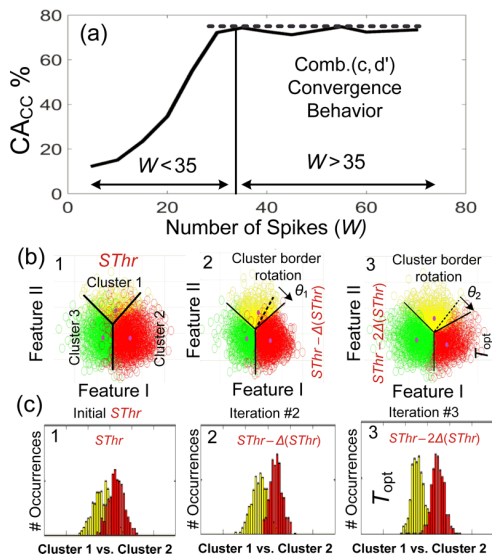 (a)
CA_CC %
80
60
40
20
0
Comb.(c, d')
Convergence
Behavior
W < 35
W > 35
0
20
40
60
80
Number of Spikes (W)
(b)
1
SThr
Cluster 1
Cluster 3
Cluster 2
Feature II
2
Cluster border
rotation
θ1
SThr – Δ(SThr)
3
Cluster border
rotation
θ2
SThr – 2Δ(SThr)
Feature II
T_opt
Feature I
Feature I
(c)
Initial SThr
Iteration #2
Iteration #3
1
SThr
2
SThr – Δ(SThr)
3
SThr – 2Δ(SThr)
T_opt
# Occurrences
# Occurrences
# Occurrences
Cluster 1 vs. Cluster 2
Cluster 1 vs. Cluster 2
Cluster 1 vs. Cluster 2